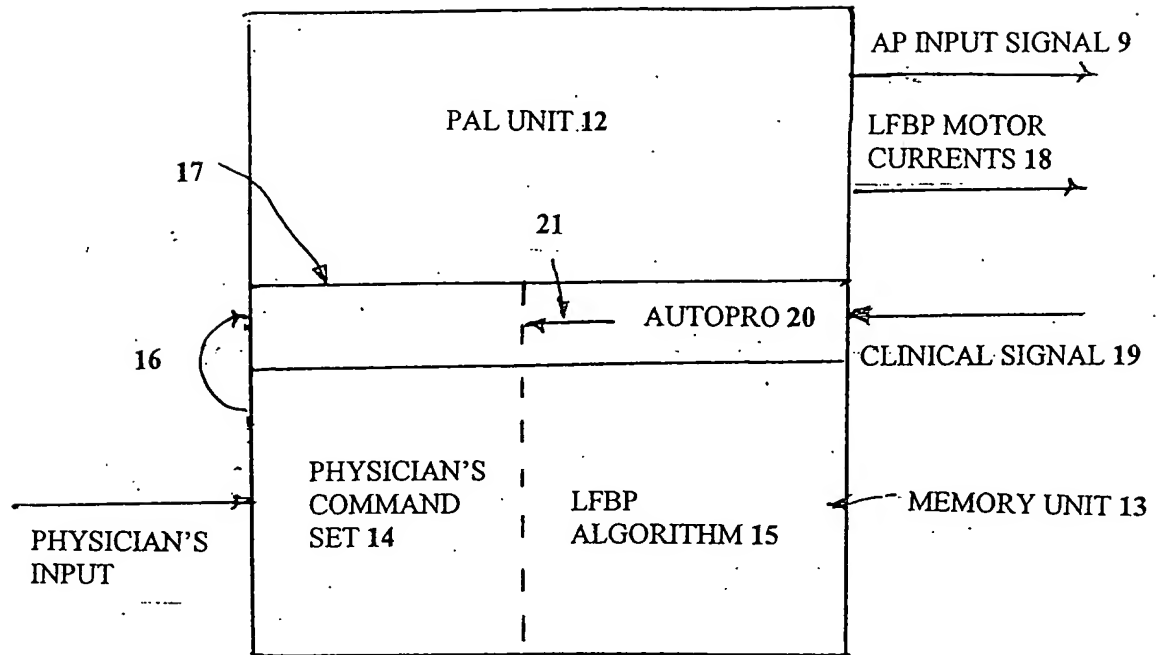 AP INPUT SIGNAL 9
PAL UNIT 12
LFBP MOTOR
CURRENTS 18
17
21
AUTOPRO 20
16
CLINICAL SIGNAL 19
PHYSICIAN'S
COMMAND
SET 14
LFBP
ALGORITHM 15
MEMORY UNIT 13
PHYSICIAN'S
INPUT